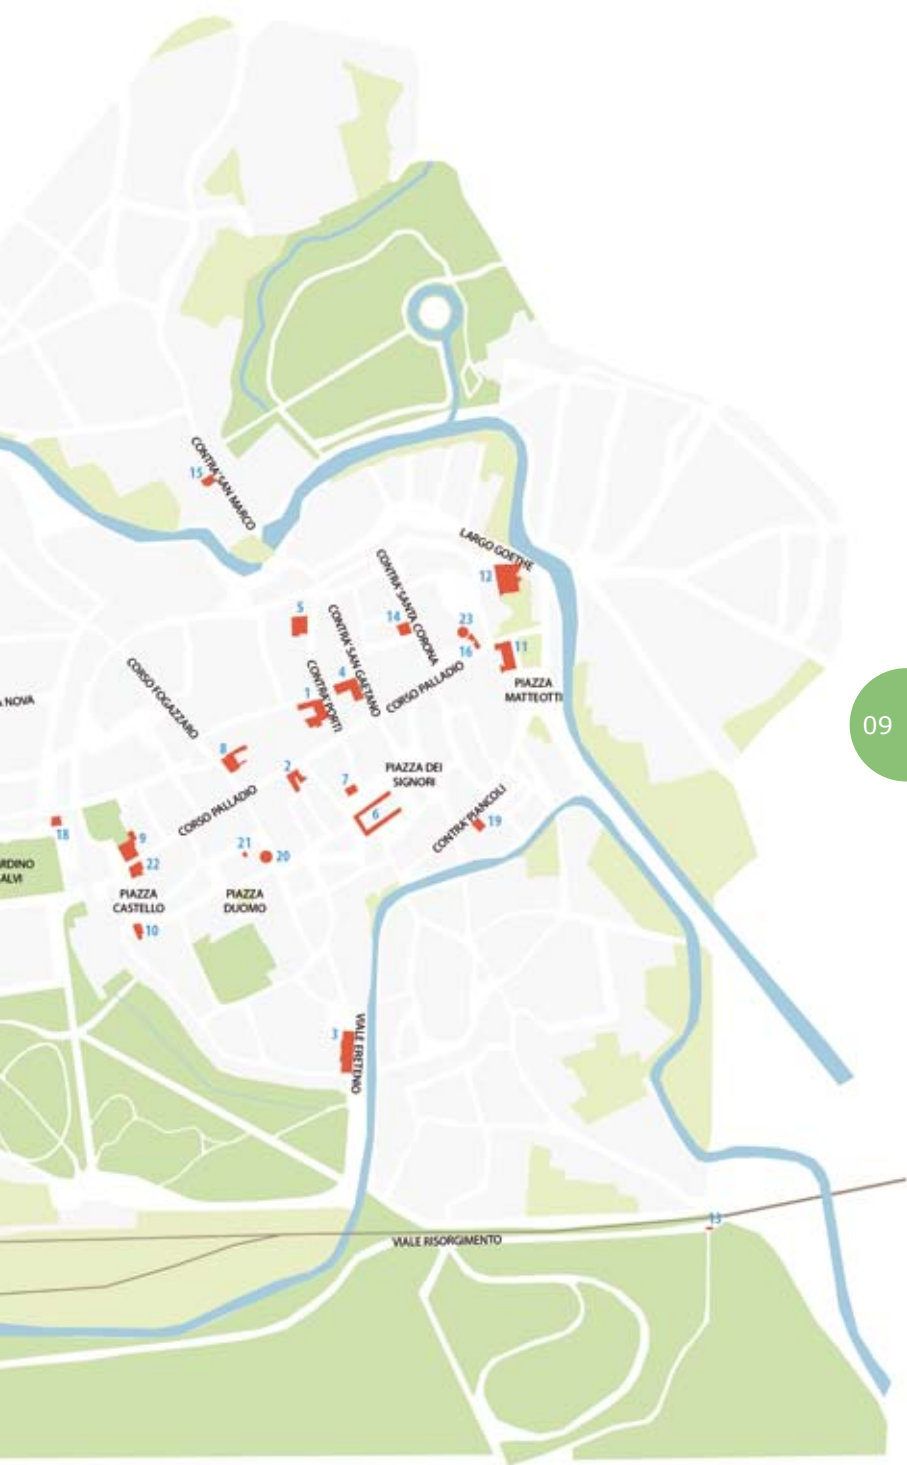 CONTRA' SAN MARCO
15
LARGO GOETHE
12
CONTRA' SANTA CORONA
5
14
23
CONTRA' SAN GAETANO
16
11
CORSO FOGAZZARO
4
CONTRA' PORTI
1
CORSO PALLADIO
PIAZZA
MATTEOTTI
A NOVA
09
8
2
7
PIAZZA DEI
SIGNORI
CORSO PALLADIO
6
CONTRA' PIANCOLI
19
18
9
21
20
22
RDINO
ALVI
PIAZZA
CASTELLO
PIAZZA
DUOMO
10
3
VIALE ERETENIO
13
VIALE RISORGIMENTO